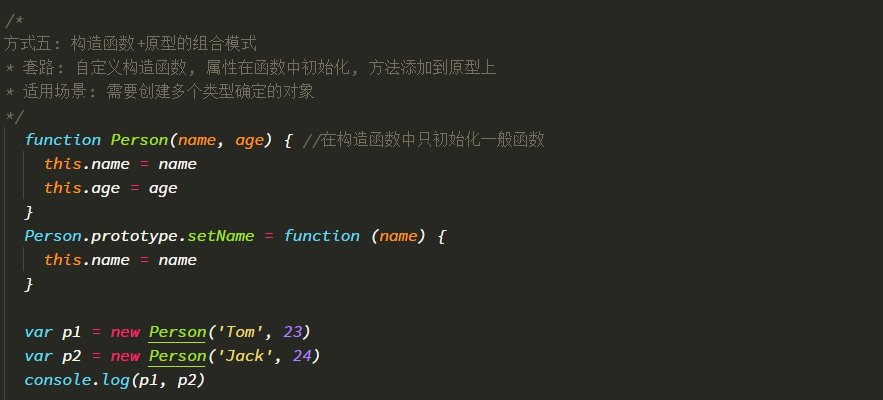 /*
方式五: 构造函数+原型的组合模式
* 套路: 自定义构造函数, 属性在函数中初始化, 方法添加到原型上
* 适用场景: 需要创建多个类型确定的对象
*/
function Person(name, age) { //在构造函数中只初始化一般函数
this.name = name
this.age = age
}
Person.prototype.setName = function (name) {
this.name = name
}
var p1 = new Person('Tom', 23)
var p2 = new Person('Jack', 24)
console.log(p1, p2)